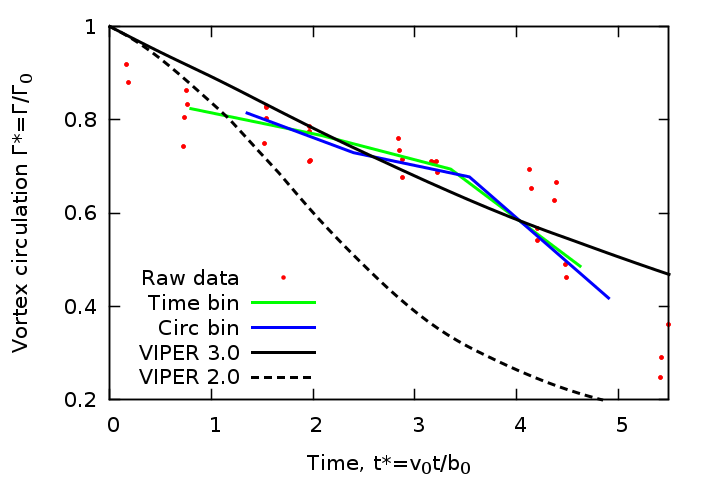 1
0.8
0.6
0.4
0.2
Vortex circulation Γ*=Γ/Γ₀
Raw data
Time bin
Circ bin
VIPER 3.0
VIPER 2.0
0 1 2 3 4 5
Time, t*=v₀t/b₀